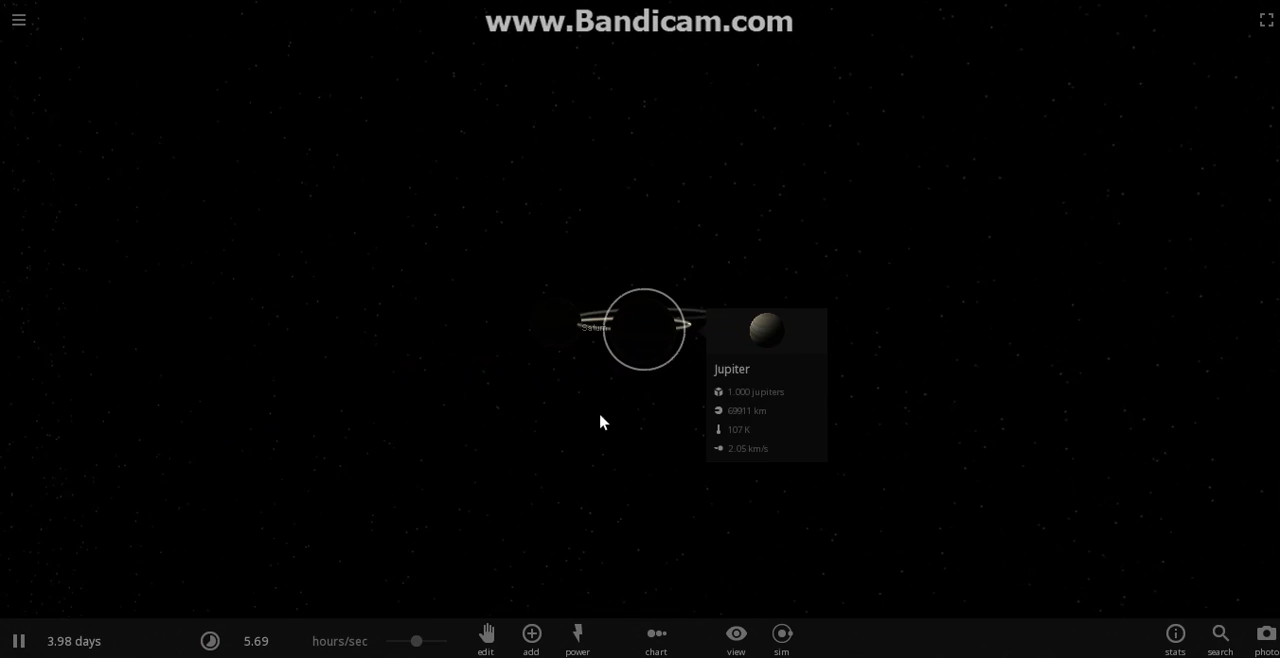 www.Bandicam.com
Saturn
Jupiter
1.000 jupiters
69911 km
107 K
2.05 km/s
3.98 days
5.69
hours/sec
edit
add
power
chart
view
sim
stats
search
photo